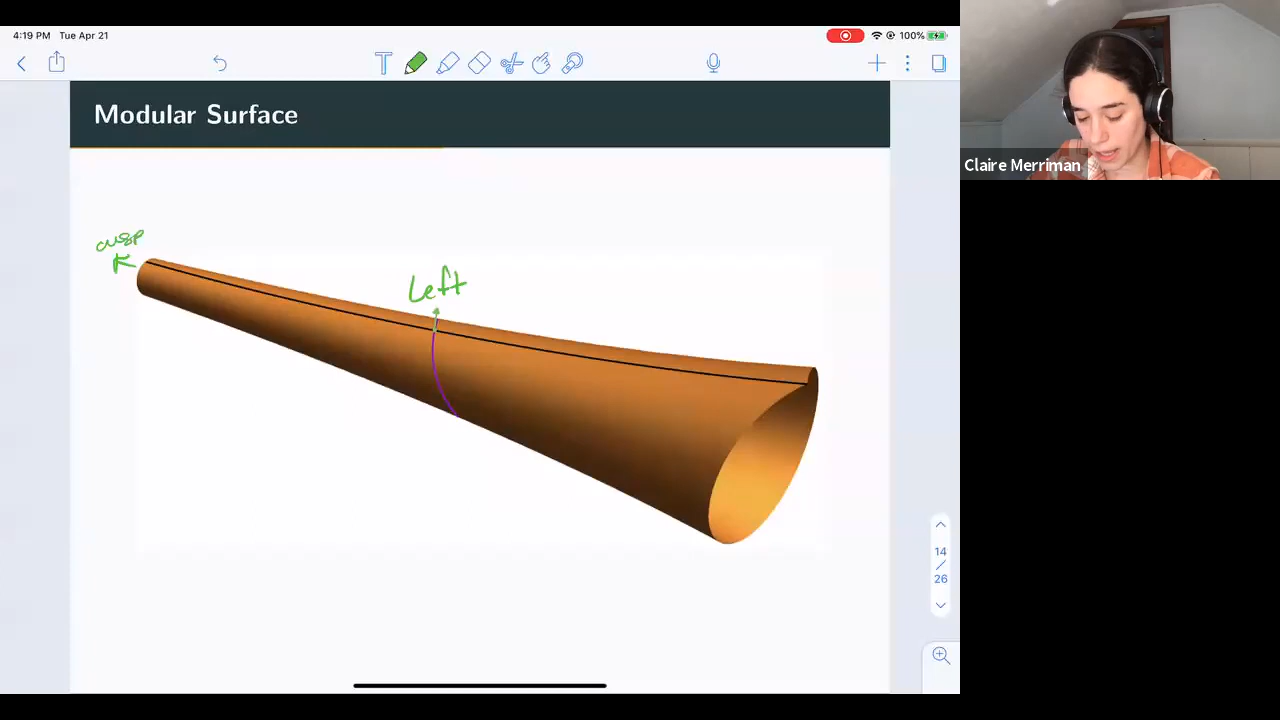 4:19 PM Tue Apr 21
100%
Modular Surface
Claire Merriman
cusp
Left
14
/
26